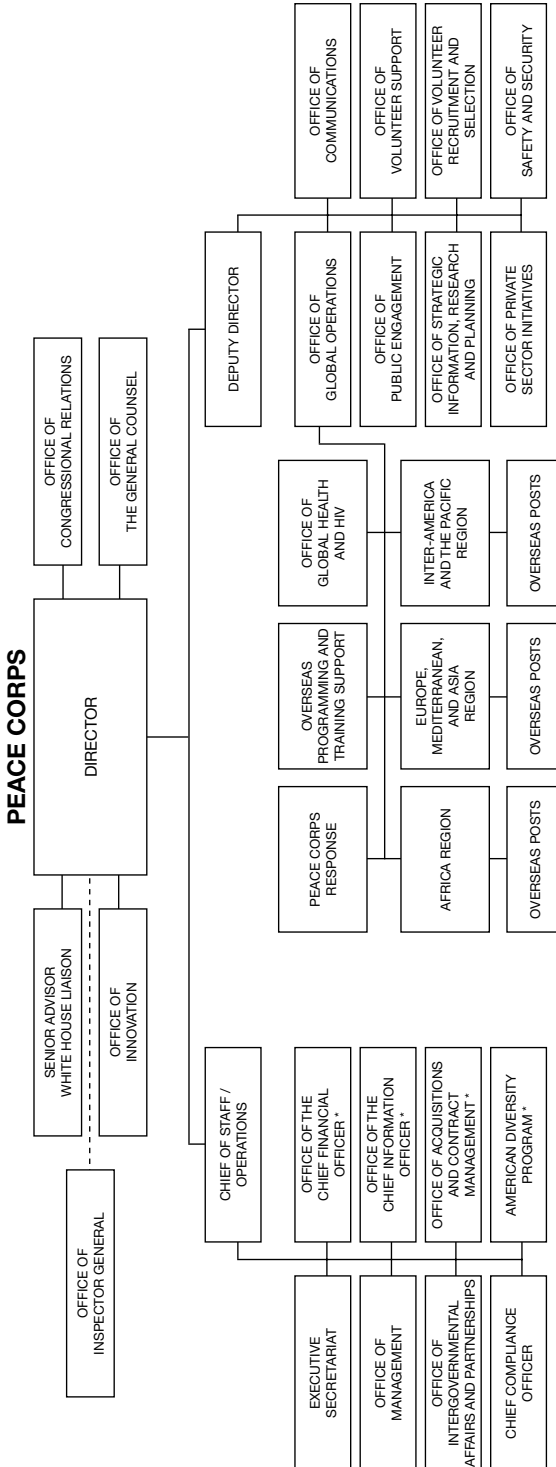 PEACE CORPS
OFFICE OF
INSPECTOR GENERAL
SENIOR ADVISOR
WHITE HOUSE LIAISON
OFFICE OF
INNOVATION
DIRECTOR
OFFICE OF
CONGRESSIONAL RELATIONS
OFFICE OF
THE GENERAL COUNSEL
CHIEF OF STAFF /
OPERATIONS
DEPUTY DIRECTOR
EXECUTIVE
SECRETARIAT
OFFICE OF THE
CHIEF FINANCIAL
OFFICER *
OFFICE OF
MANAGEMENT
OFFICE OF THE
CHIEF INFORMATION
OFFICER *
OFFICE OF
INTERGOVERNMENTAL
AFFAIRS AND PARTNERSHIPS
OFFICE OF ACQUISITIONS
AND CONTRACT
MANAGEMENT *
CHIEF COMPLIANCE
OFFICER
AMERICAN DIVERSITY
PROGRAM *
PEACE CORPS
RESPONSE
OVERSEAS
PROGRAMMING AND
TRAINING SUPPORT
OFFICE OF
GLOBAL HEALTH
AND HIV
AFRICA REGION
EUROPE,
MEDITERRANEAN,
AND ASIA
REGION
INTER-AMERICA
AND THE PACIFIC
REGION
OVERSEAS POSTS
OVERSEAS POSTS
OVERSEAS POSTS
OFFICE OF
GLOBAL OPERATIONS
OFFICE OF
COMMUNICATIONS
OFFICE OF
PUBLIC ENGAGEMENT
OFFICE OF
VOLUNTEER SUPPORT
OFFICE OF STRATEGIC
INFORMATION, RESEARCH
AND PLANNING
OFFICE OF VOLUNTEER
RECRUITMENT AND
SELECTION
OFFICE OF PRIVATE
SECTOR INITIATIVES
OFFICE OF
SAFETY AND SECURITY